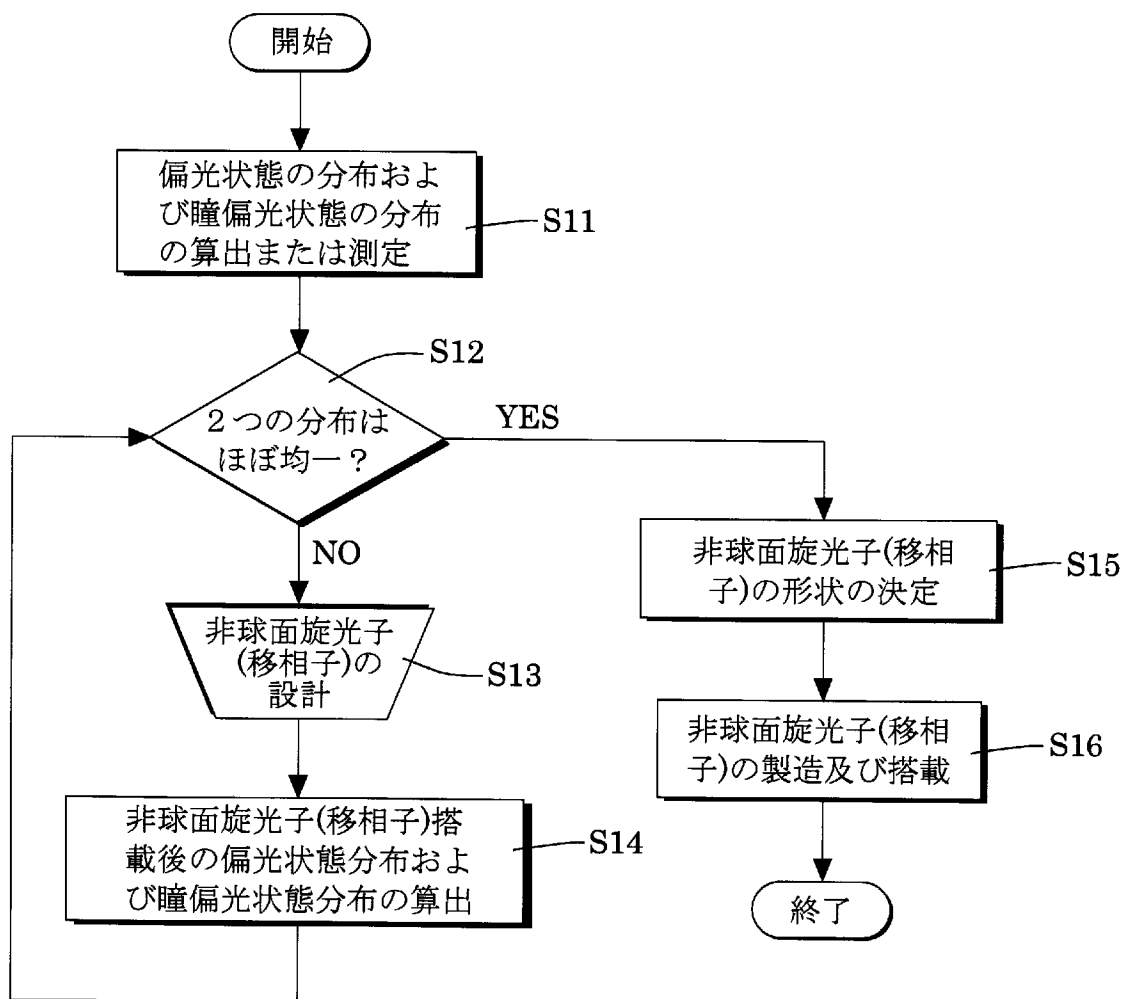 開始
偏光状態の分布およ
び瞳偏光状態の分布
の算出または測定
S11
S12
2つの分布は
ほぼ均一?
YES
NO
非球面旋光子
(移相子)の
設計
S13
非球面旋光子(移相子)搭
載後の偏光状態分布およ
び瞳偏光状態分布の算出
S14
非球面旋光子(移相
子)の形状の決定
S15
非球面旋光子(移相
子)の製造及び搭載
S16
終了